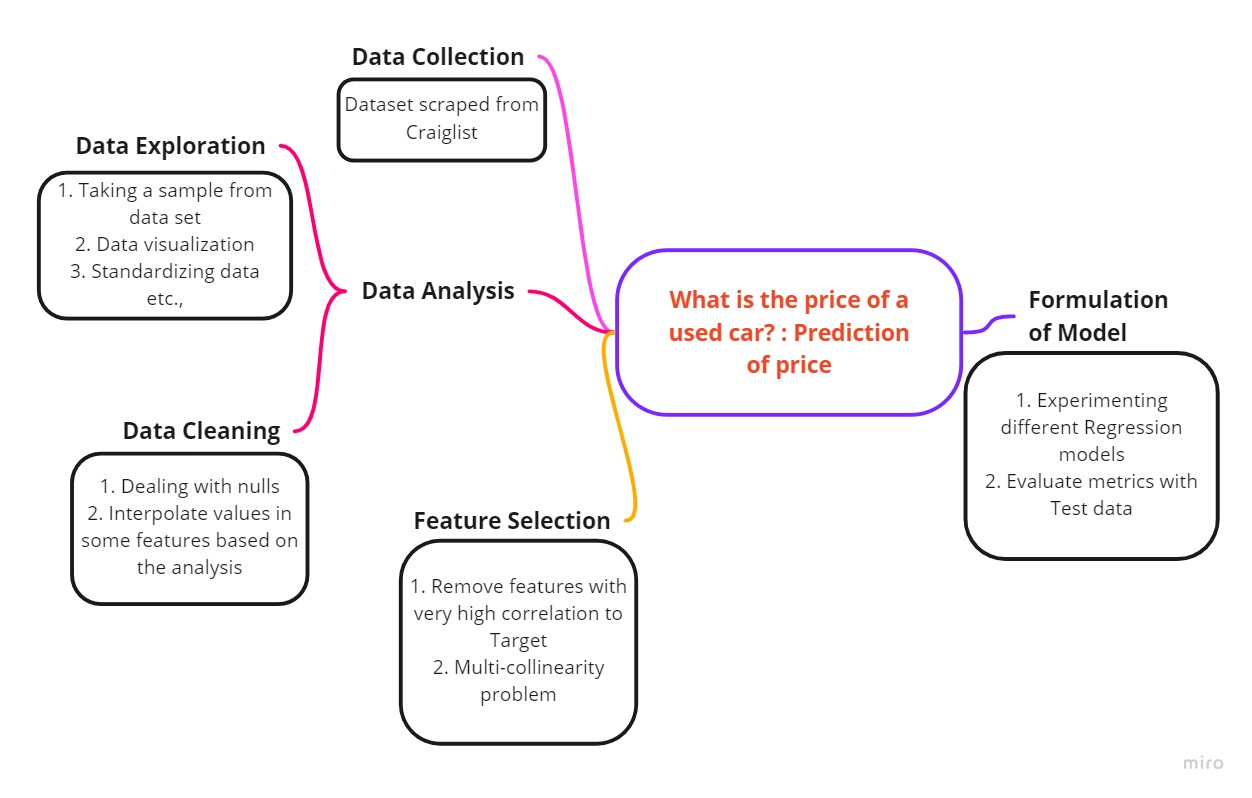 Data Collection
Dataset scraped from
Craiglist
Data Exploration
1. Taking a sample from
data set
2. Data visualization
3. Standardizing data
etc.,
Data Analysis
Data Cleaning
1. Dealing with nulls
2. Interpolate values in
some features based on
the analysis
Feature Selection
1. Remove features with
very high correlation to
Target
2. Multi-collinearity
problem
What is the price of a
used car? : Prediction
of price
Formulation
of Model
1. Experimenting
different Regression
models
2. Evaluate metrics with
Test data
miro